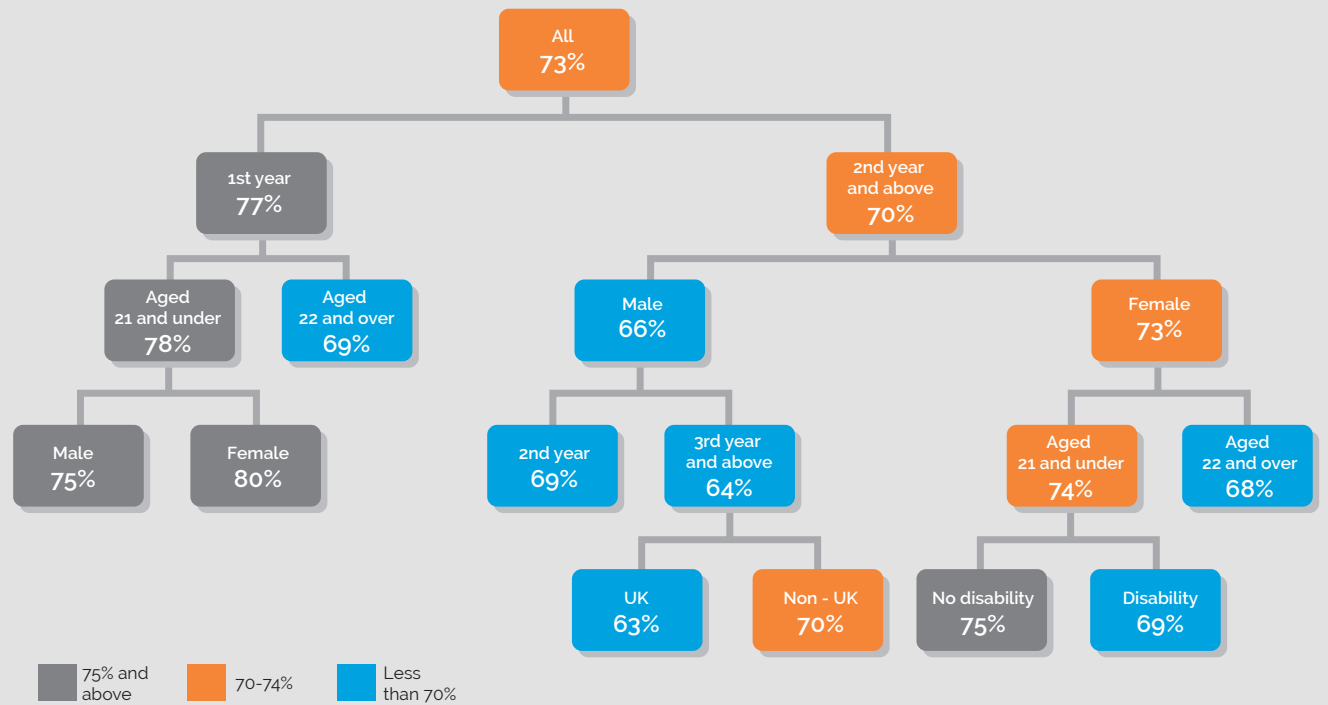 All
73%
1st year
77%
2nd year
and above
70%
Aged
21 and under
78%
Aged
22 and over
69%
Male
66%
Female
73%
Male
75%
Female
80%
2nd year
69%
3rd year
and above
64%
Aged
21 and under
74%
Aged
22 and over
68%
UK
63%
Non - UK
70%
No disability
75%
Disability
69%
75% and
above
70-74%
Less
than 70%